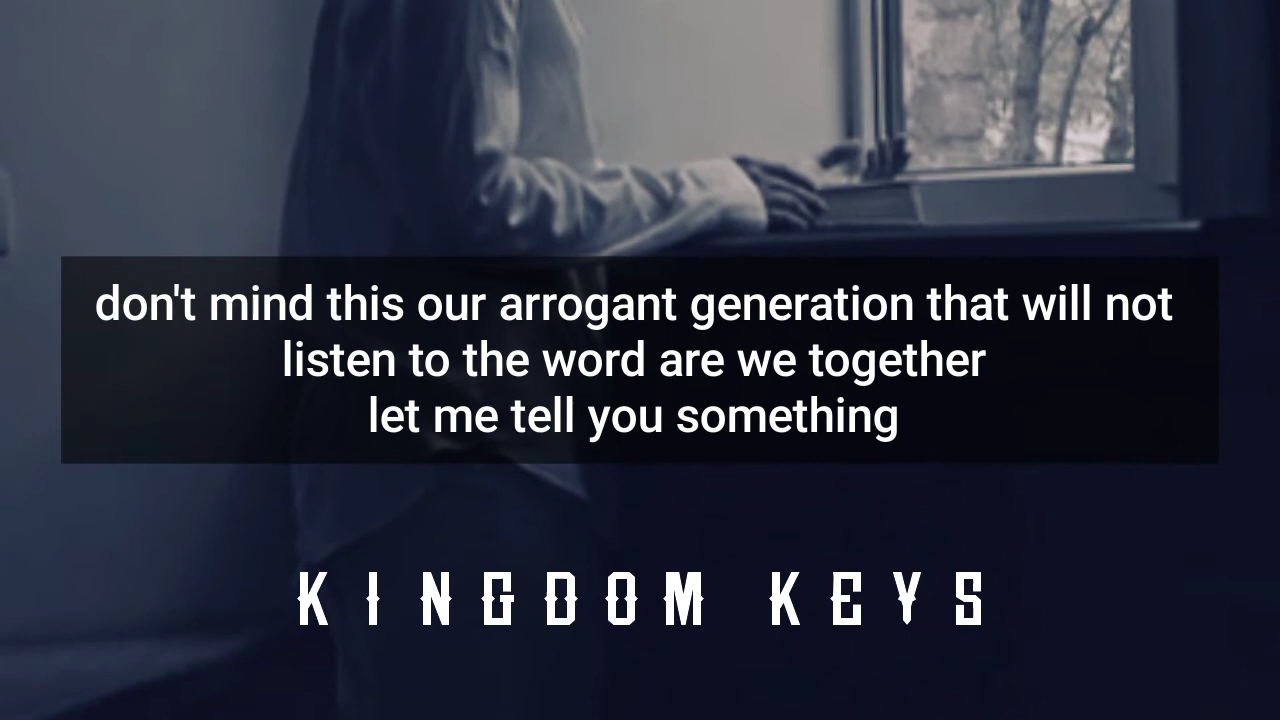 don't mind this our arrogant generation that will not
listen to the word are we together
let me tell you something
KINGDOM KEYS